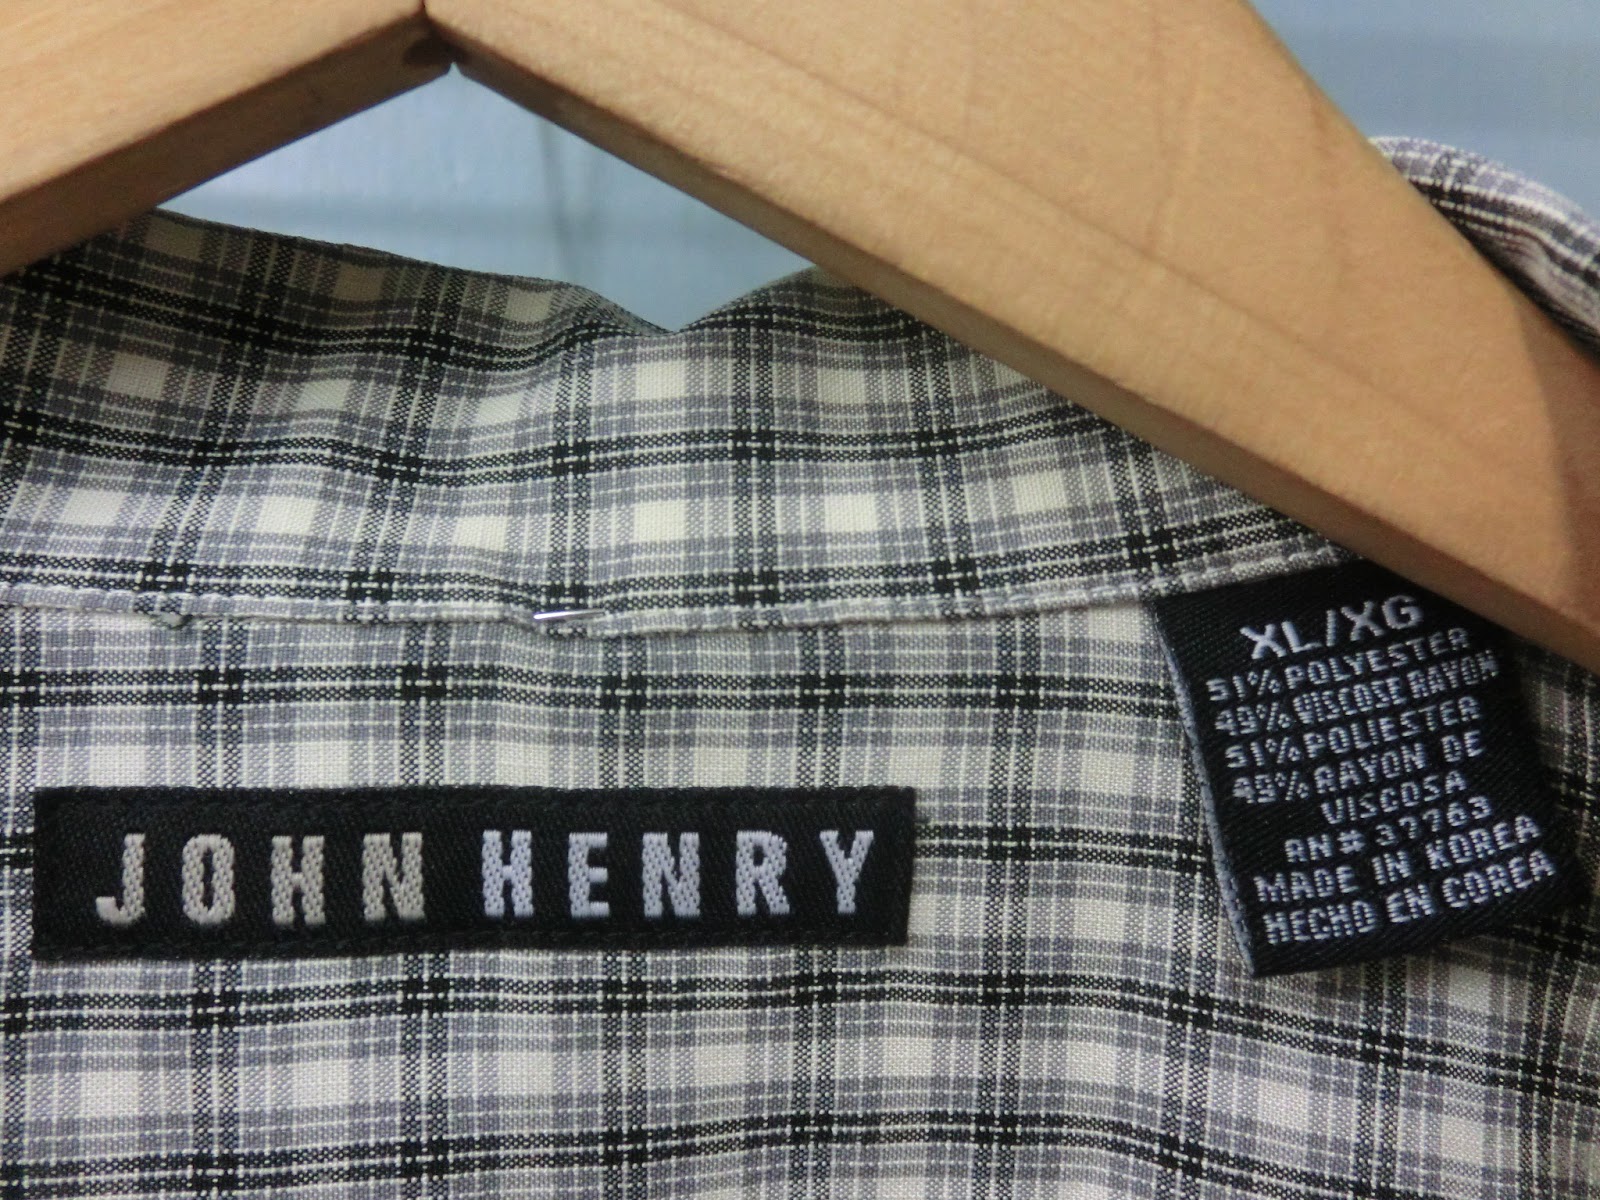 XL/XG
51% POLYESTER
49% VISCOSE RAYON
51% POLIESTER
49% RAYON DE
VISCOSA
RN# 37763
MADE IN KOREA
HECHO EN COREA
JOHN HENRY